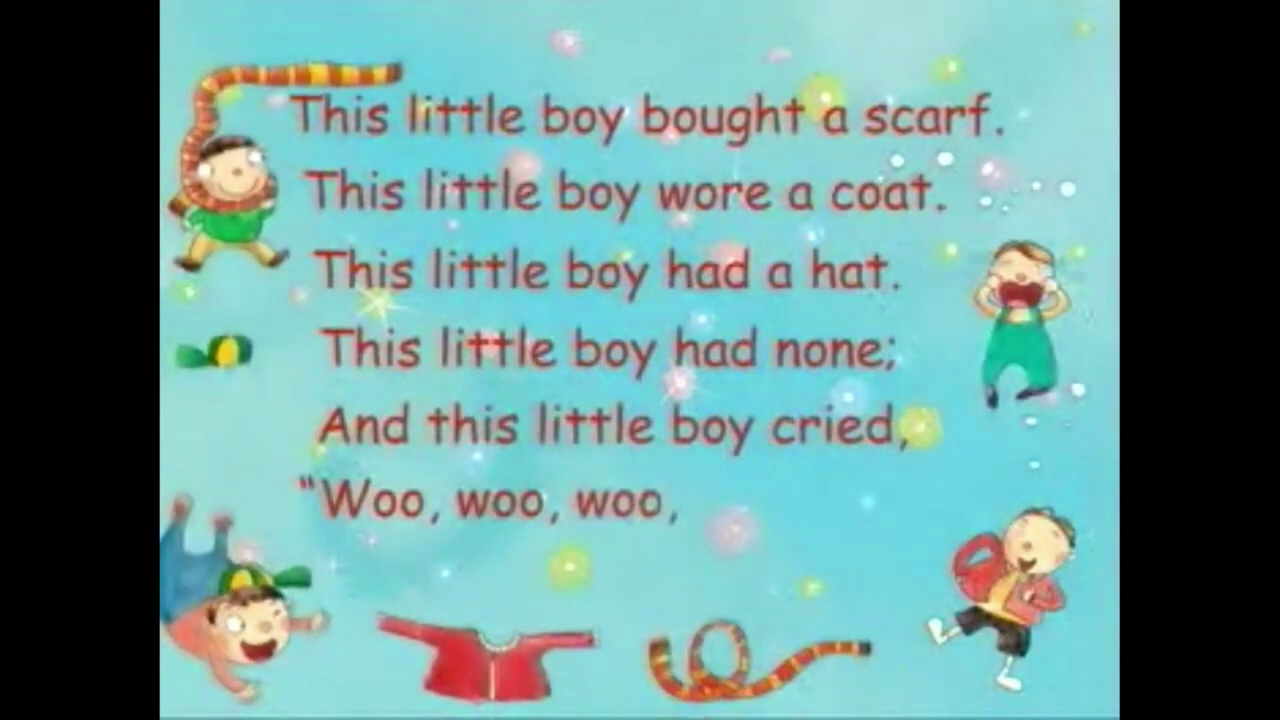 This little boy bought a scarf.
This little boy wore a coat.
This little boy had a hat.
This little boy had none;
And this little boy cried,
“Woo, woo, woo,